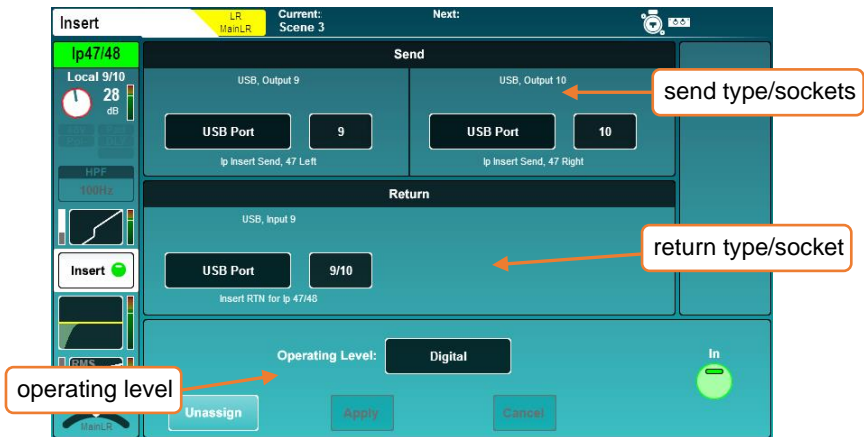 Insert
LR
MainLR
Current:
Scene 3
Next:
Ip47/48
Local 9/10
28
dB
HPF
100Hz
Insert
RMS
MainLR
Send
USB, Output 9
USB Port
9
Ip Insert Send, 47 Left
USB, Output 10
USB Port
10
Ip Insert Send, 47 Right
send type/sockets
Return
USB, Input 9
USB Port
9/10
Insert RTN for Ip 47/48
return type/socket
Operating Level:
Digital
In
operating level
Unassign
Apply
Cancel